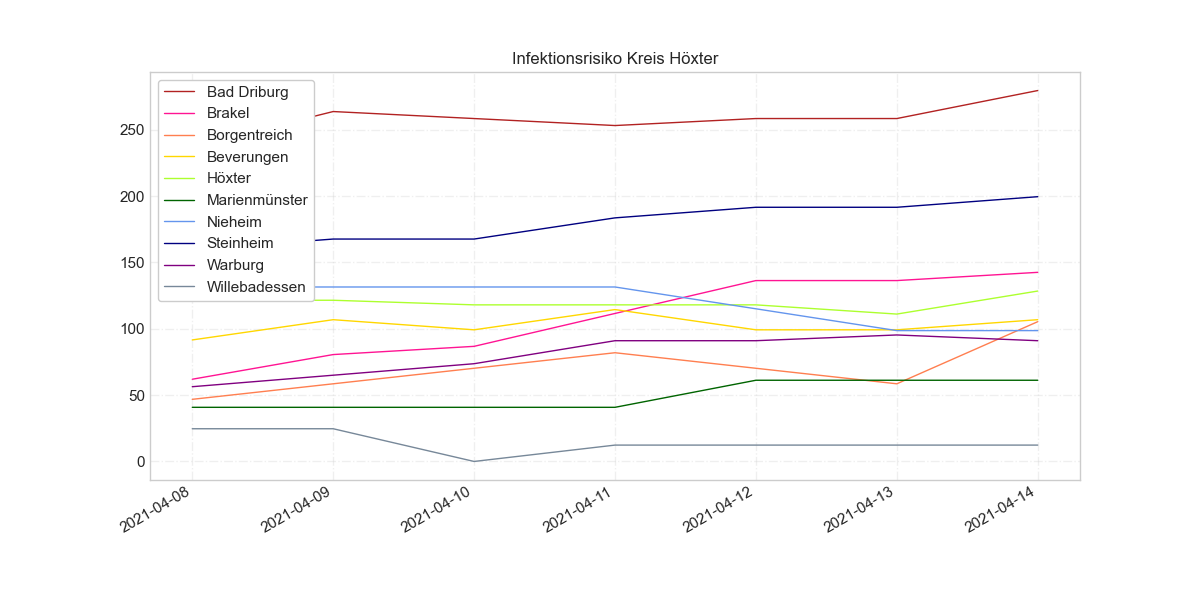 Infektionsrisiko Kreis Höxter
Bad Driburg
Brakel
Borgentreich
Beverungen
Höxter
Marienmünster
Nieheim
Steinheim
Warburg
Willebadessen
250
200
150
100
50
0
2021-04-08
2021-04-09
2021-04-10
2021-04-11
2021-04-12
2021-04-13
2021-04-14